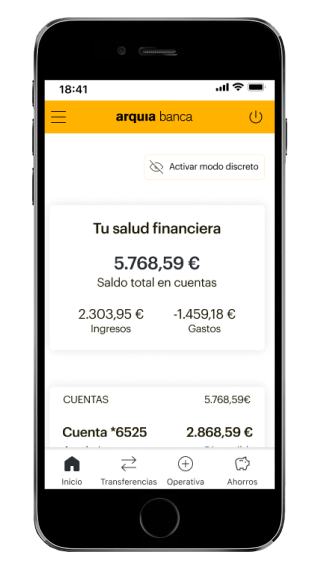 18:41
arquia banca
Activar modo discreto
Tu salud financiera
5.768,59 €
Saldo total en cuentas
2.303,95 € -1.459,18 €
Ingresos Gastos
CUENTAS 5.768,59€
Cuenta *6525 2.868,59 €
Inicio Transferencias Operativa Ahorros